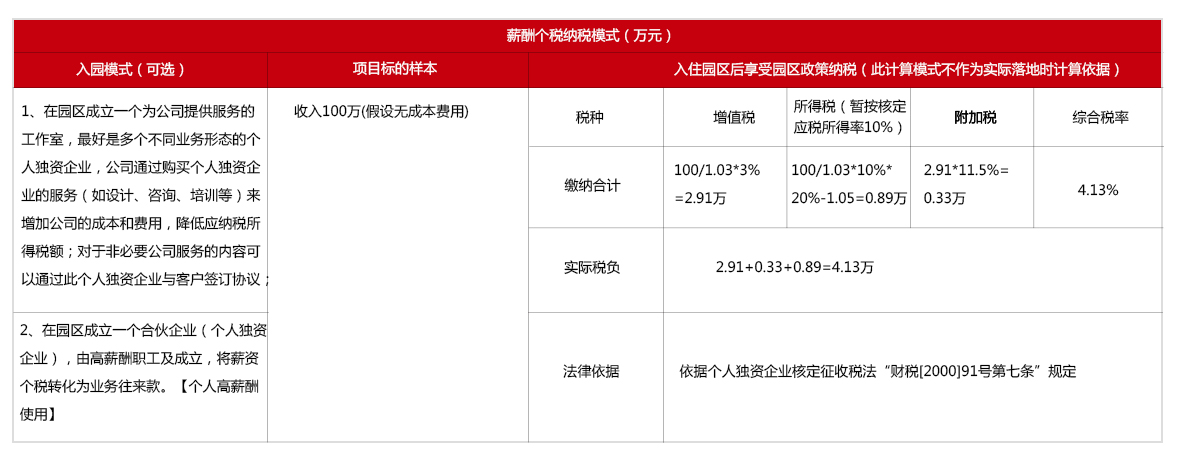 薪酬个税纳税模式（万元）
入园模式（可选）
项目标的样本
入住园区后享受园区政策纳税（此计算模式不作为实际落地时计算依据）
1、在园区成立一个为公司提供服务的
工作室，最好是多个不同业务形态的个
人独资企业，公司通过购买个人独资企
业的服务（如设计、咨询、培训等）来
增加公司的成本和费用，降低应纳税所
得税额；对于非必要公司服务的内容可
以通过此个人独资企业与客户签订协议；
收入100万(假设无成本费用)
税种
增值税
所得税（暂按核定
应税所得率10%）
附加税
综合税率
缴纳合计
100/1.03*3%
=2.91万
100/1.03*10%*
20%-1.05=0.89万
2.91*11.5%=
0.33万
4.13%
实际税负
2.91+0.33+0.89=4.13万
2、在园区成立一个合伙企业（个人独资
企业），由高薪酬职工及成立，将薪资
个税转化为业务往来款。【个人高薪酬
使用】
法律依据
依据个人独资企业核定征收税法“财税[2000]91号第七条”规定